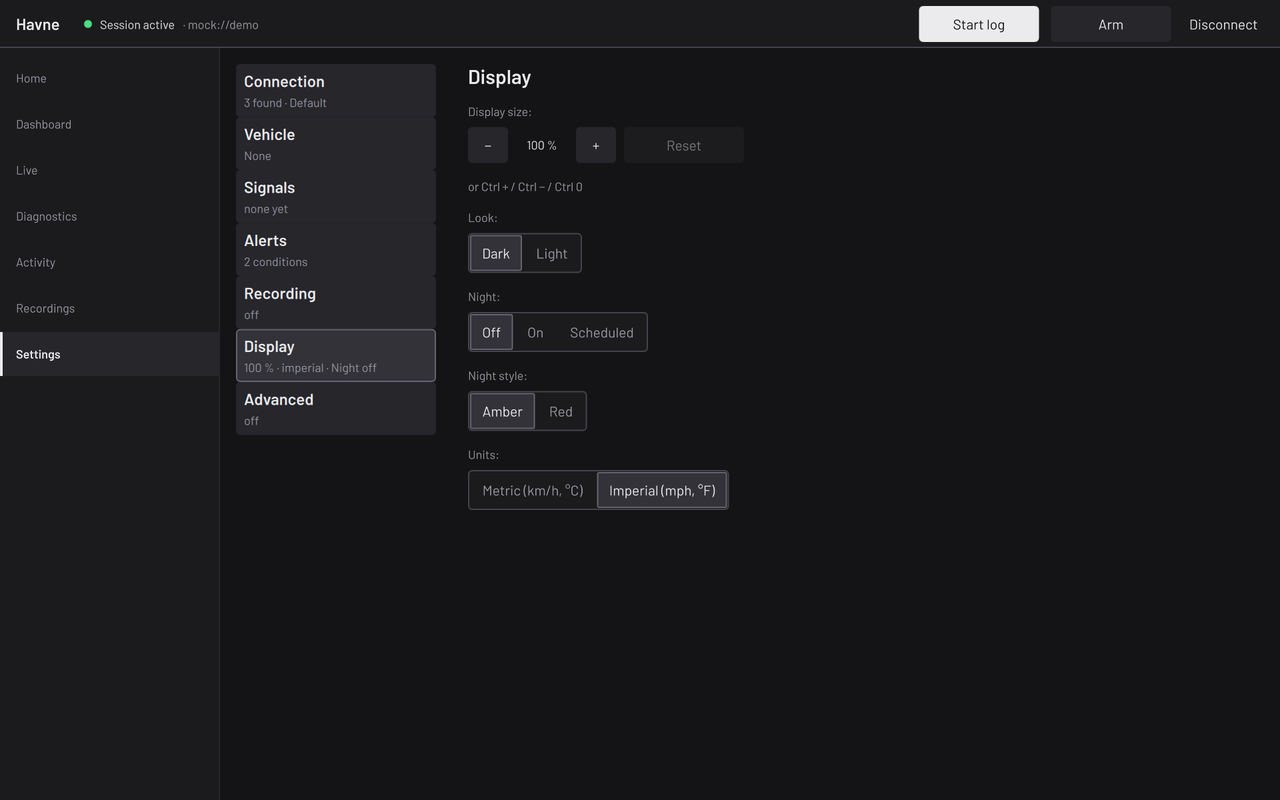 Havne
Session active · mock://demo
Start log
Arm
Disconnect
Home
Dashboard
Live
Diagnostics
Activity
Recordings
Settings
Connection
3 found · Default
Vehicle
None
Signals
none yet
Alerts
2 conditions
Recording
off
Display
100 % · imperial · Night off
Advanced
off
Display
Display size:
− 100 % + Reset
or Ctrl + / Ctrl − / Ctrl 0
Look:
Dark Light
Night:
Off On Scheduled
Night style:
Amber Red
Units:
Metric (km/h, °C) Imperial (mph, °F)